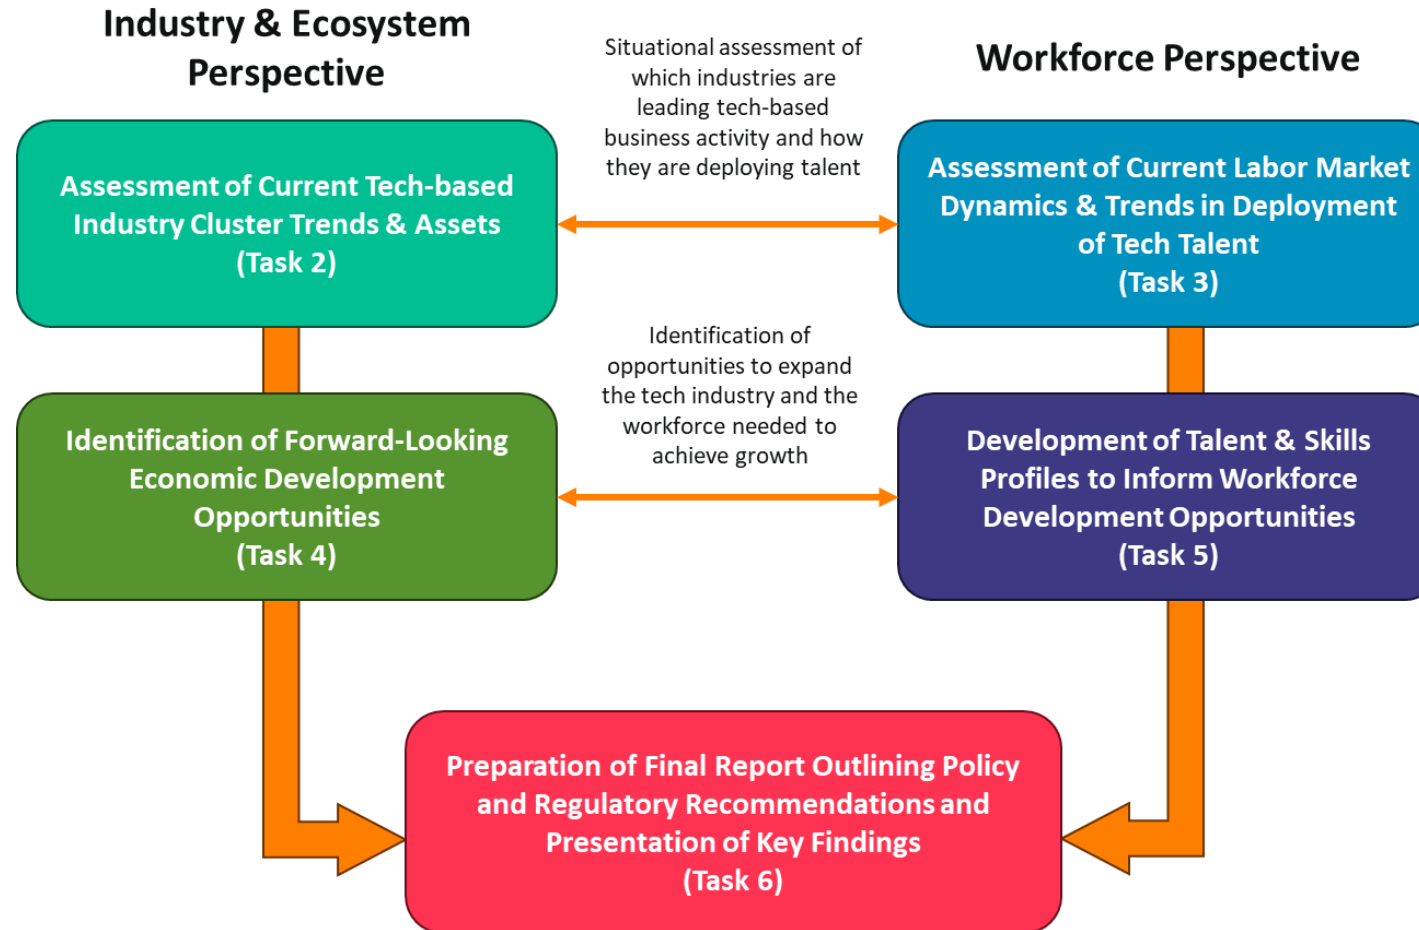 Industry & Ecosystem
Perspective
Situational assessment of
which industries are
leading tech-based
business activity and how
they are deploying talent
Workforce Perspective
Assessment of Current Tech-based
Industry Cluster Trends & Assets
(Task 2)
Assessment of Current Labor Market
Dynamics & Trends in Deployment
of Tech Talent
(Task 3)
Identification of
opportunities to expand
the tech industry and the
workforce needed to
achieve growth
Identification of Forward-Looking
Economic Development
Opportunities
(Task 4)
Development of Talent & Skills
Profiles to Inform Workforce
Development Opportunities
(Task 5)
Preparation of Final Report Outlining Policy
and Regulatory Recommendations and
Presentation of Key Findings
(Task 6)